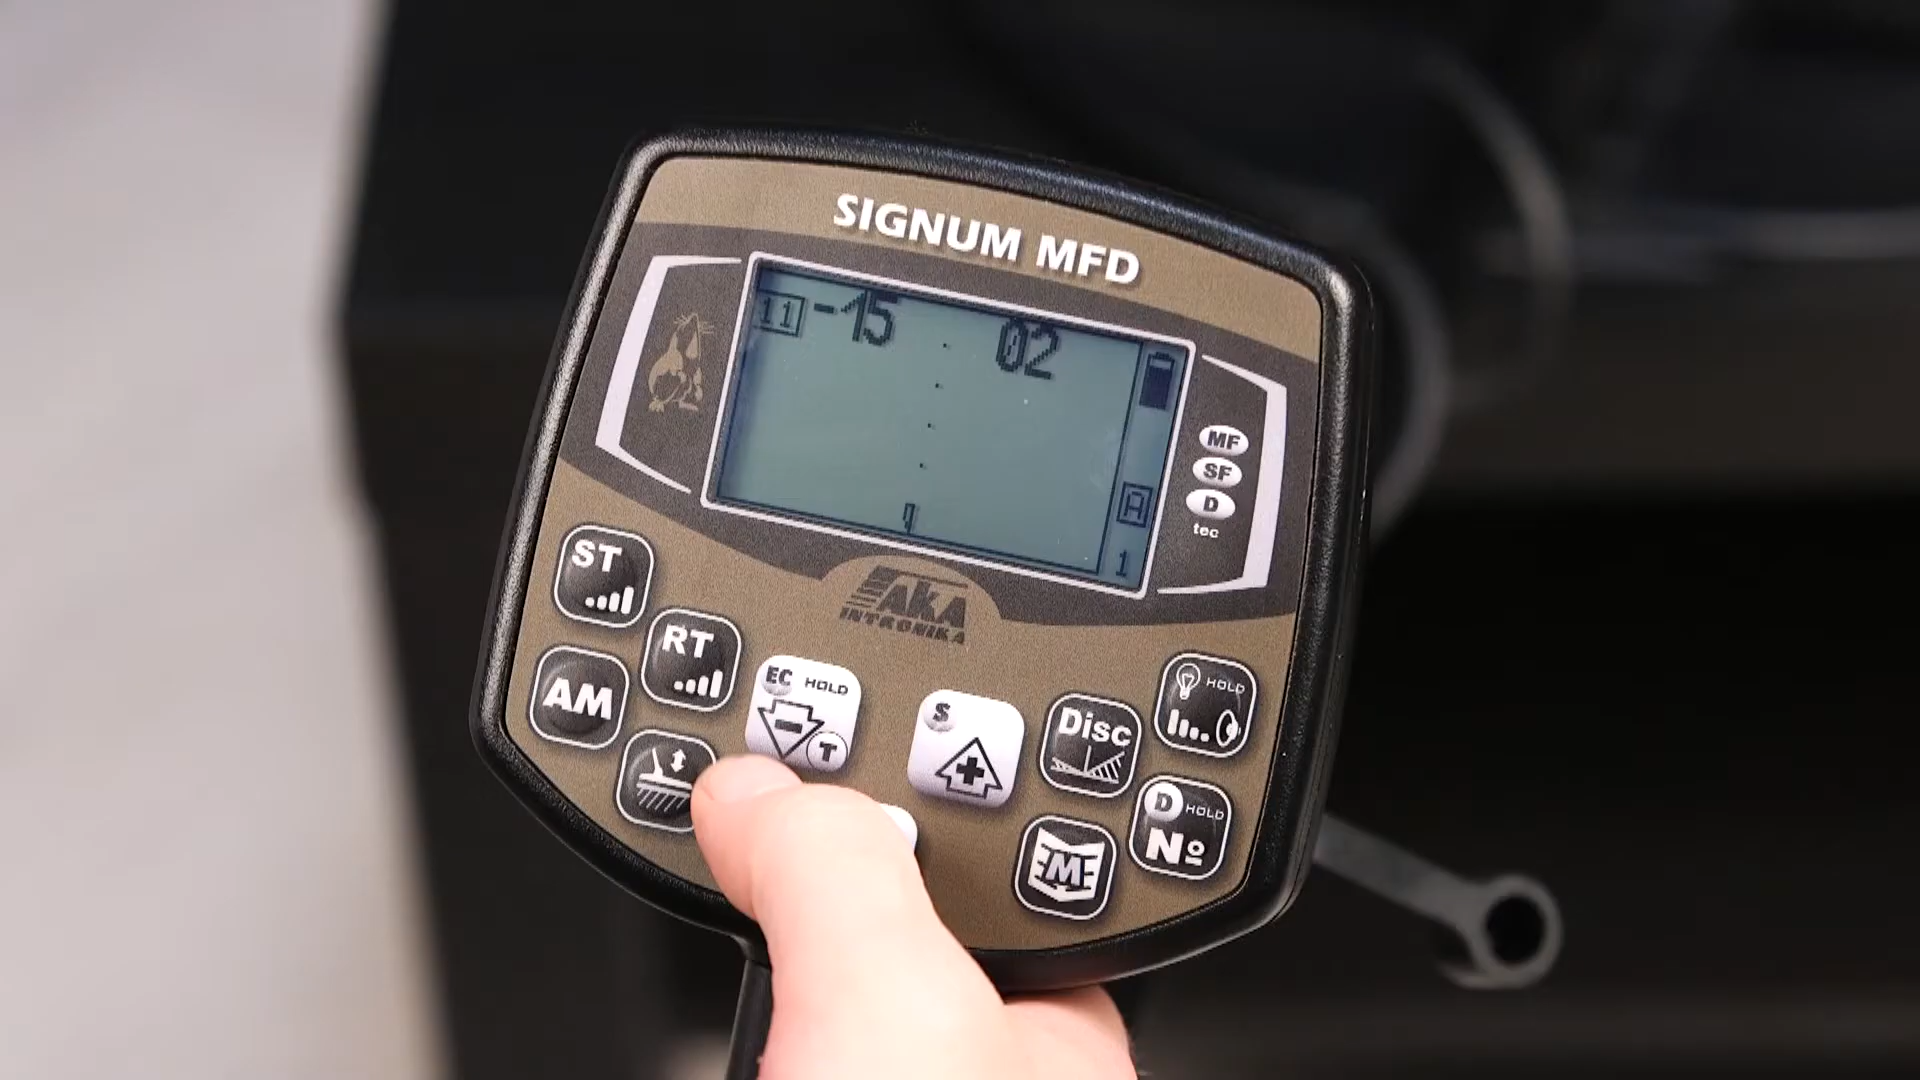 SIGNUM MFD
11 -15 02
A
1
MF
SF
D
tec
AKA
INTRONIKA
ST
RT
AM
EC HOLD
- T
S
+
Disc
HOLD
D HOLD
№
M